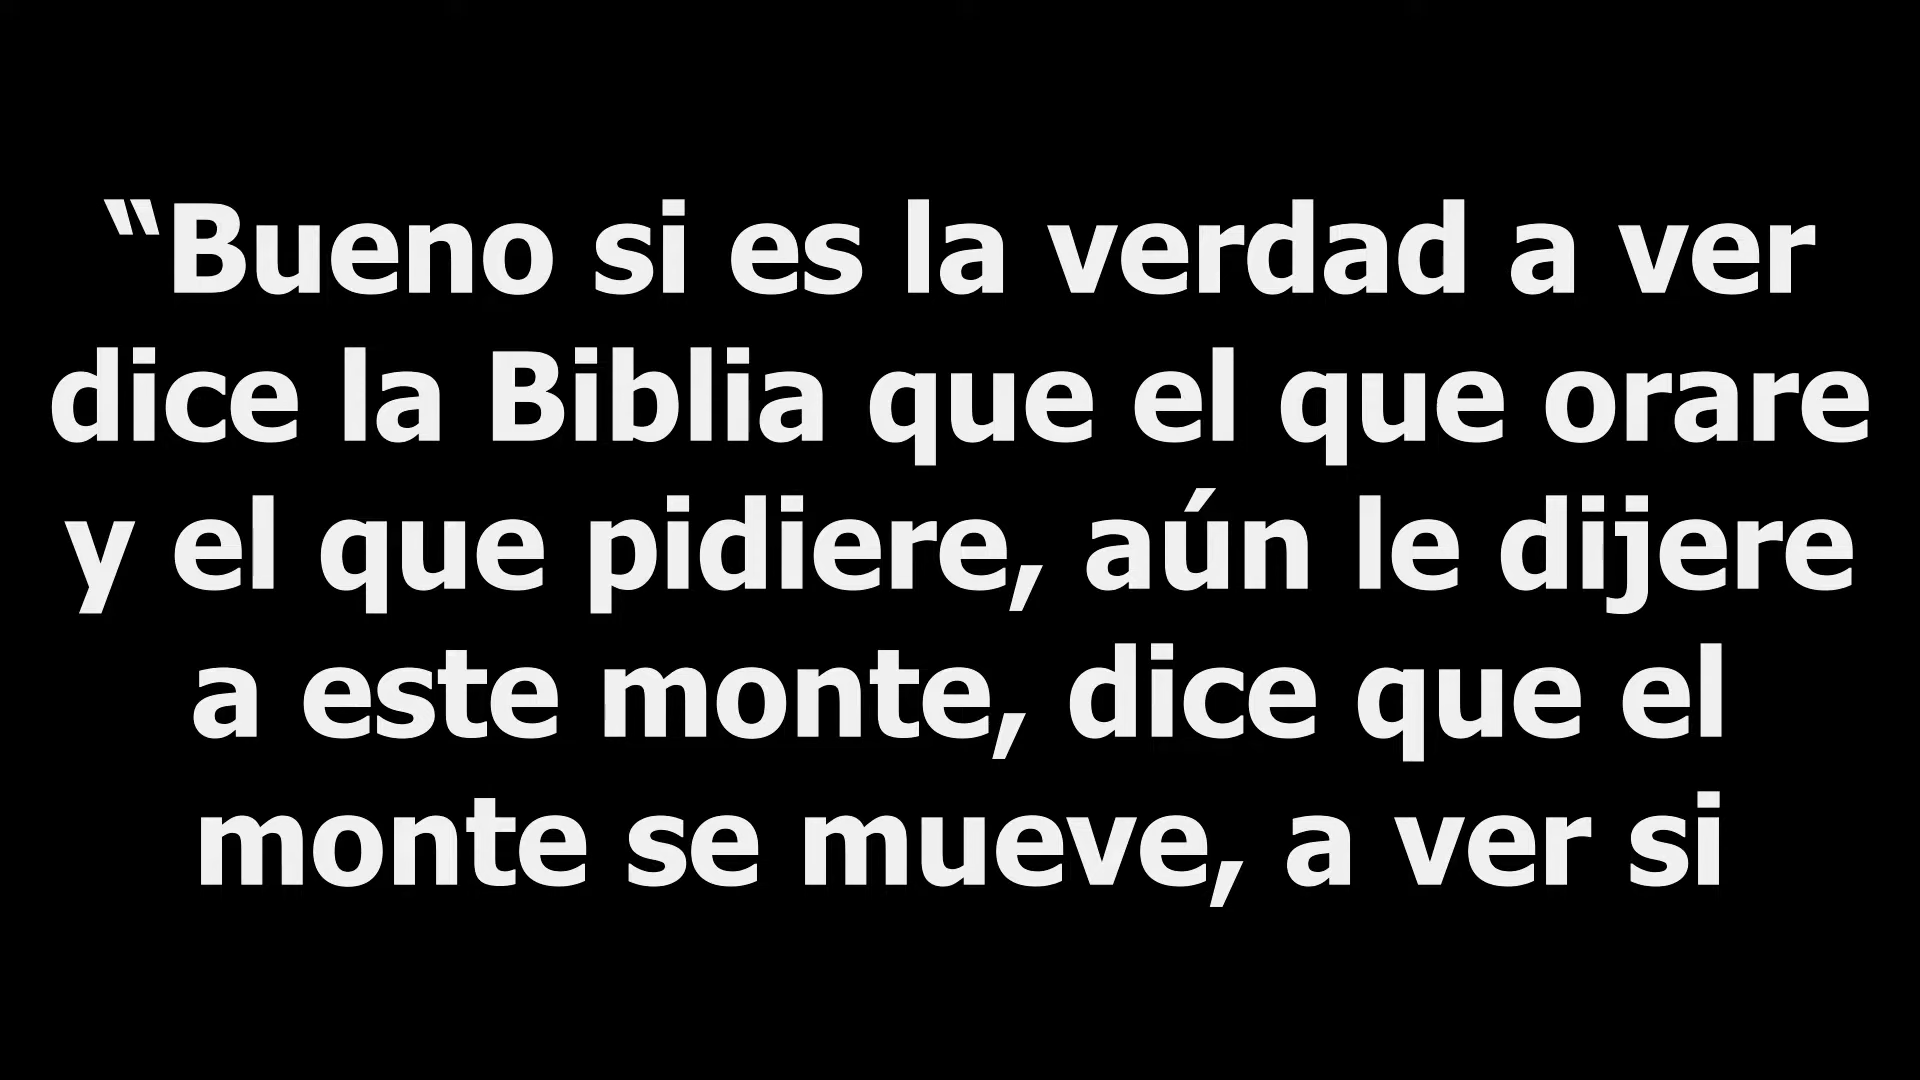 “Bueno si es la verdad a ver
dice la Biblia que el que orare
y el que pidiere, aún le dijere
a este monte, dice que el
monte se mueve, a ver si